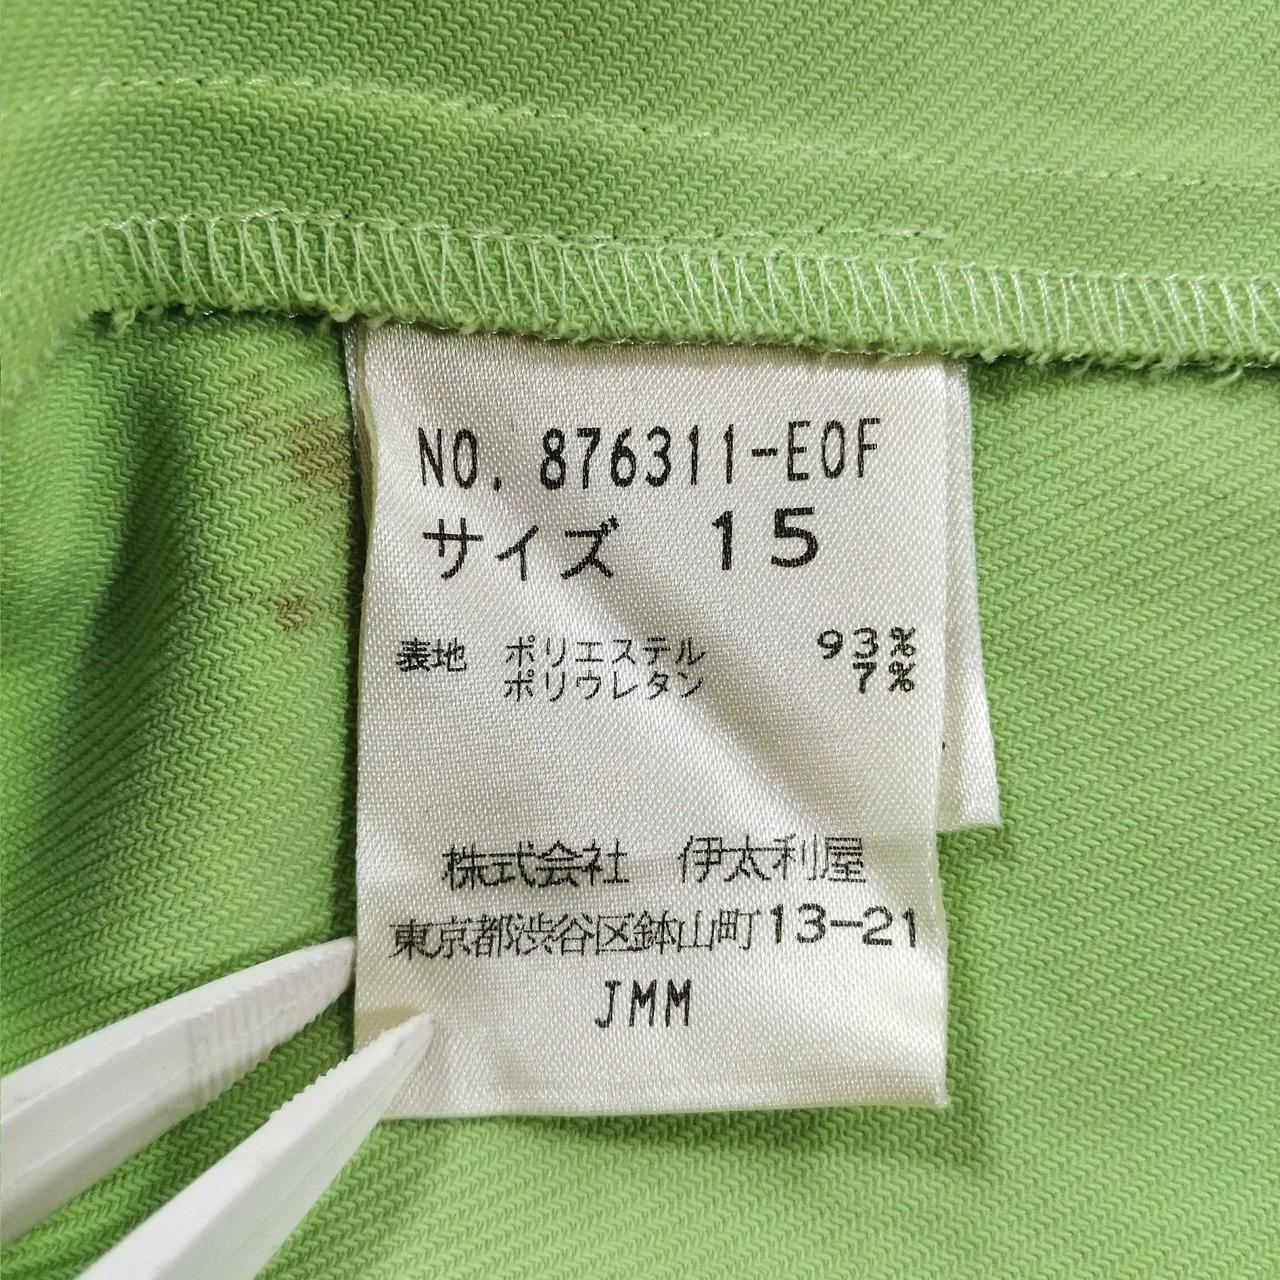 NO. 876311-E0F
サイズ 15
表地 ポリエステル 93%
ポリウレタン 7%
株式会社 伊太利屋
東京都渋谷区鉢山町13-21
JMM